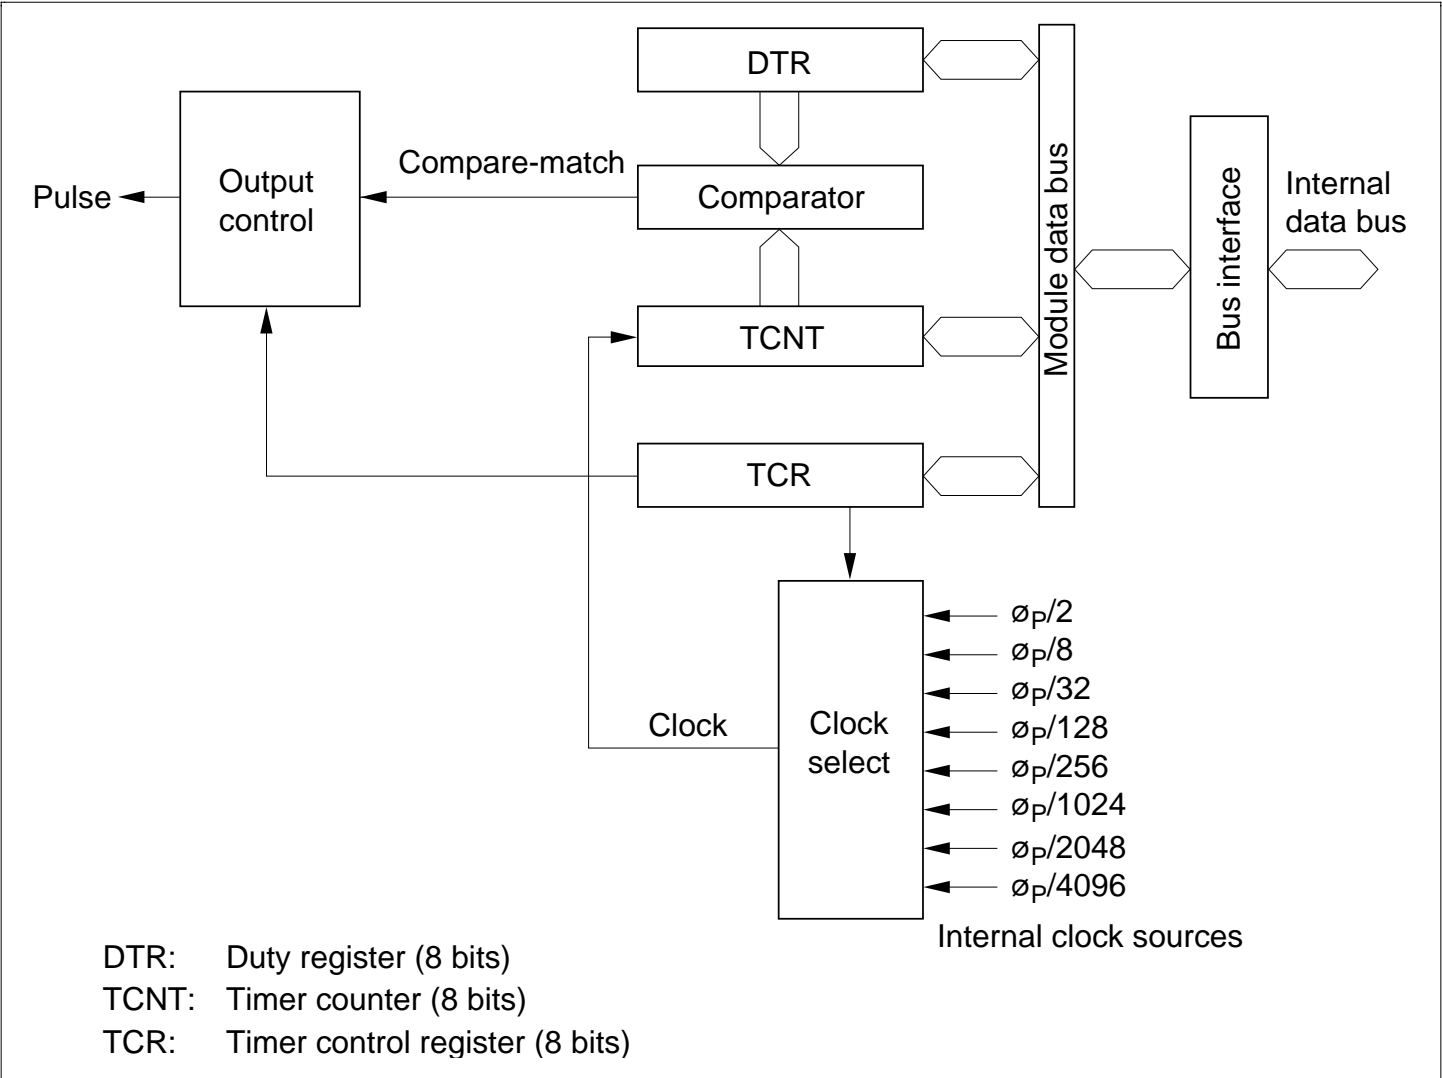 DTR
Output
control
Pulse
Compare-match
Comparator
Module data bus
Bus interface
Internal
data bus
TCNT
TCR
Clock
Clock
select
øP/2
øP/8
øP/32
øP/128
øP/256
øP/1024
øP/2048
øP/4096
Internal clock sources
DTR: Duty register (8 bits)
TCNT: Timer counter (8 bits)
TCR: Timer control register (8 bits)